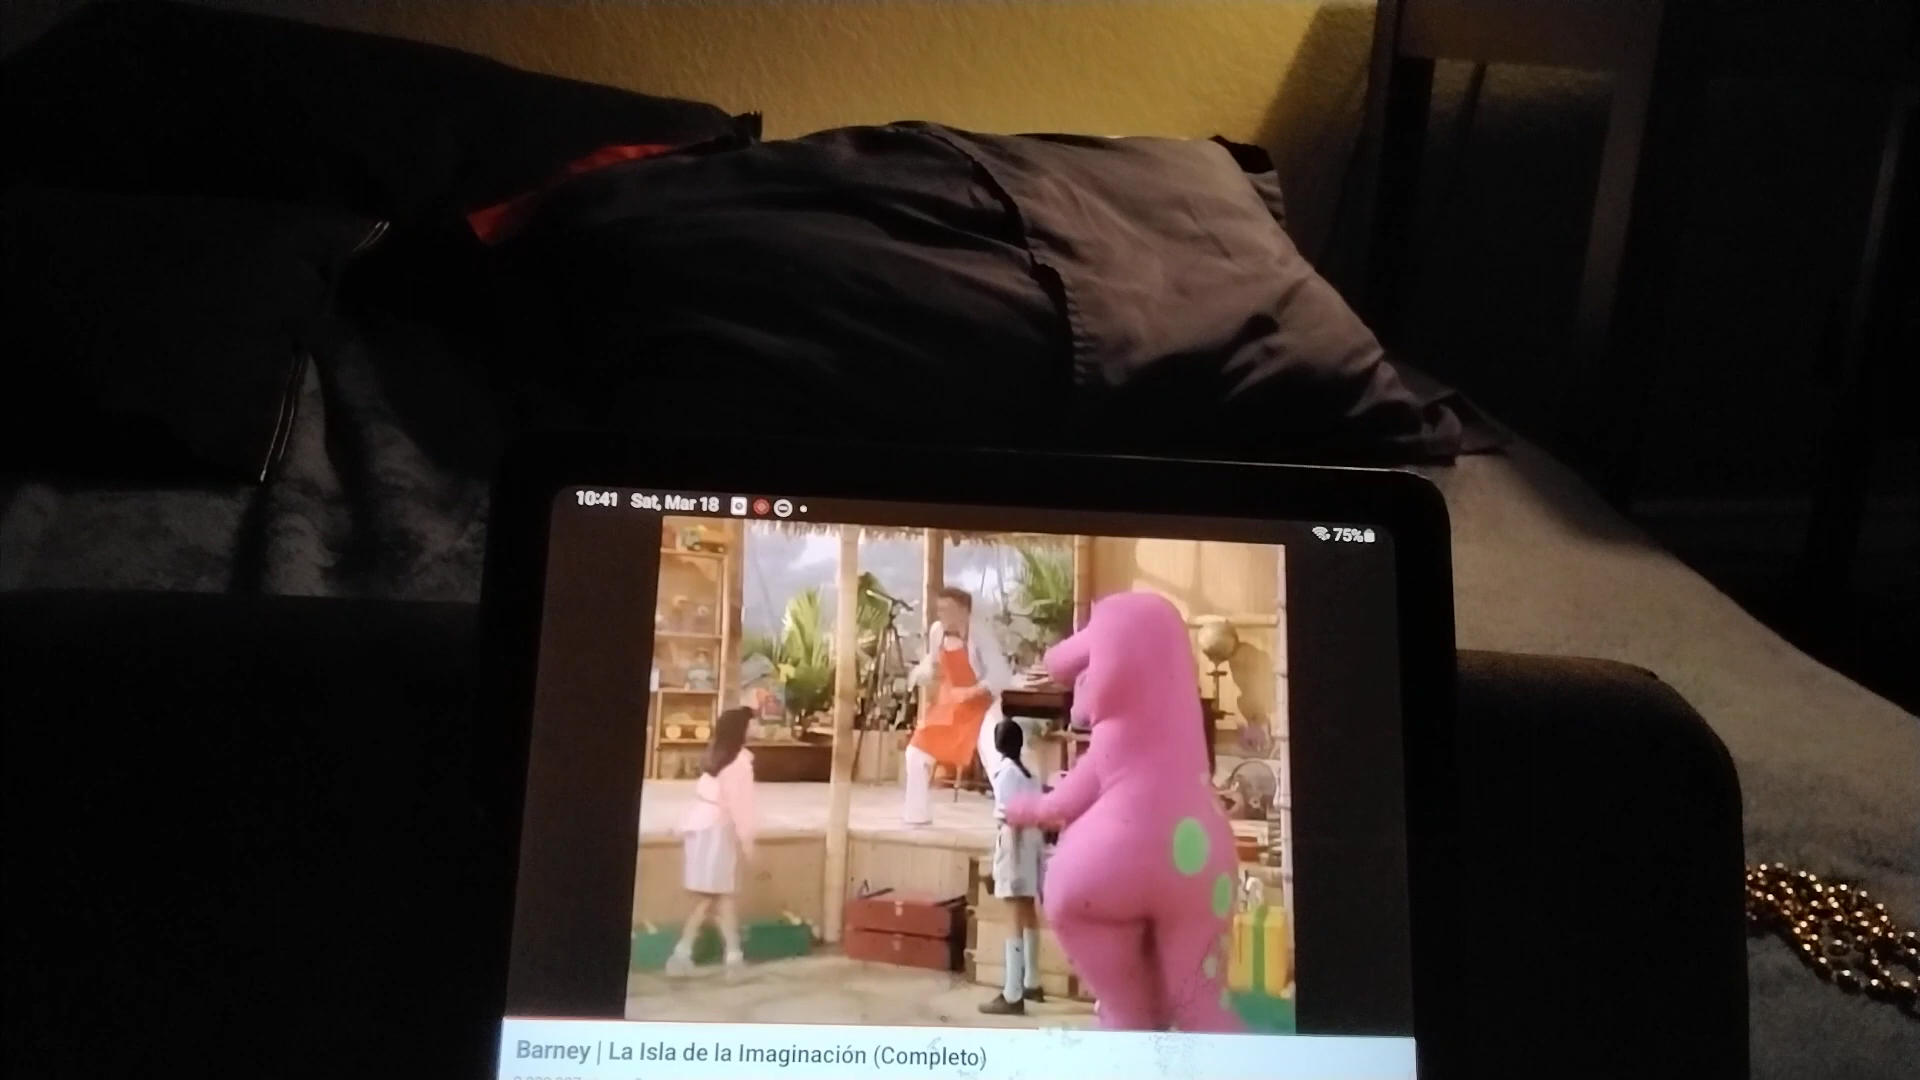 10:41 Sat, Mar 18
75%
Barney | La Isla de la Imaginación (Completo)